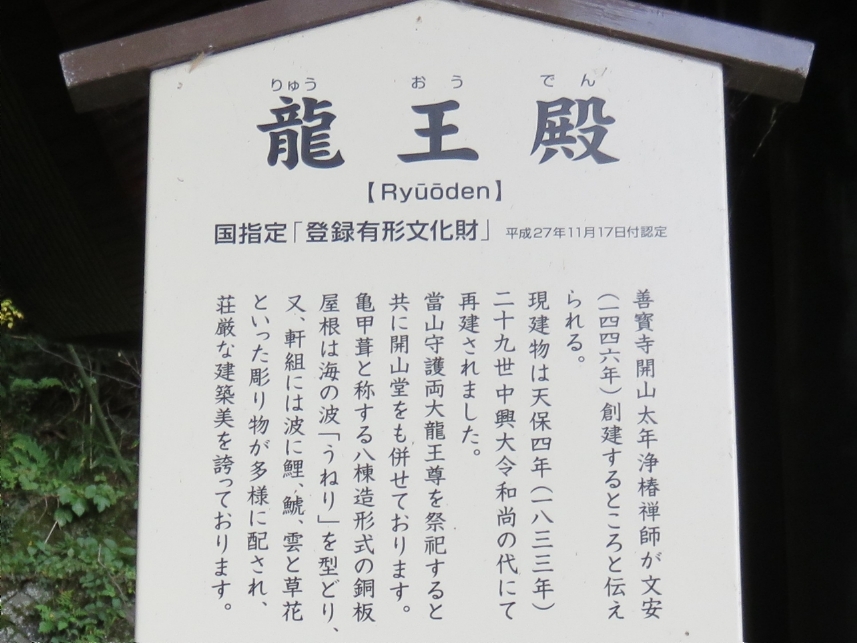 りゅう おう でん
龍王殿
【Ryūōden】
国指定「登録有形文化財」 平成27年11月17日付認定
善寳寺開山太年浄椿禅師が文安
(一四四六年)創建するところと伝え
られる。
現建物は天保四年(一八三三年)
二十九世中興大令和尚の代にて
再建されました。
當山守護両大龍王尊を祭祀すると
共に開山堂をも併せております。
亀甲葺と称する八棟造形式の銅板
屋根は海の波「うねり」を型どり、
又、軒組には波に鯉、鯱、雲と草花
といった彫り物が多様に配され、
荘厳な建築美を誇っております。